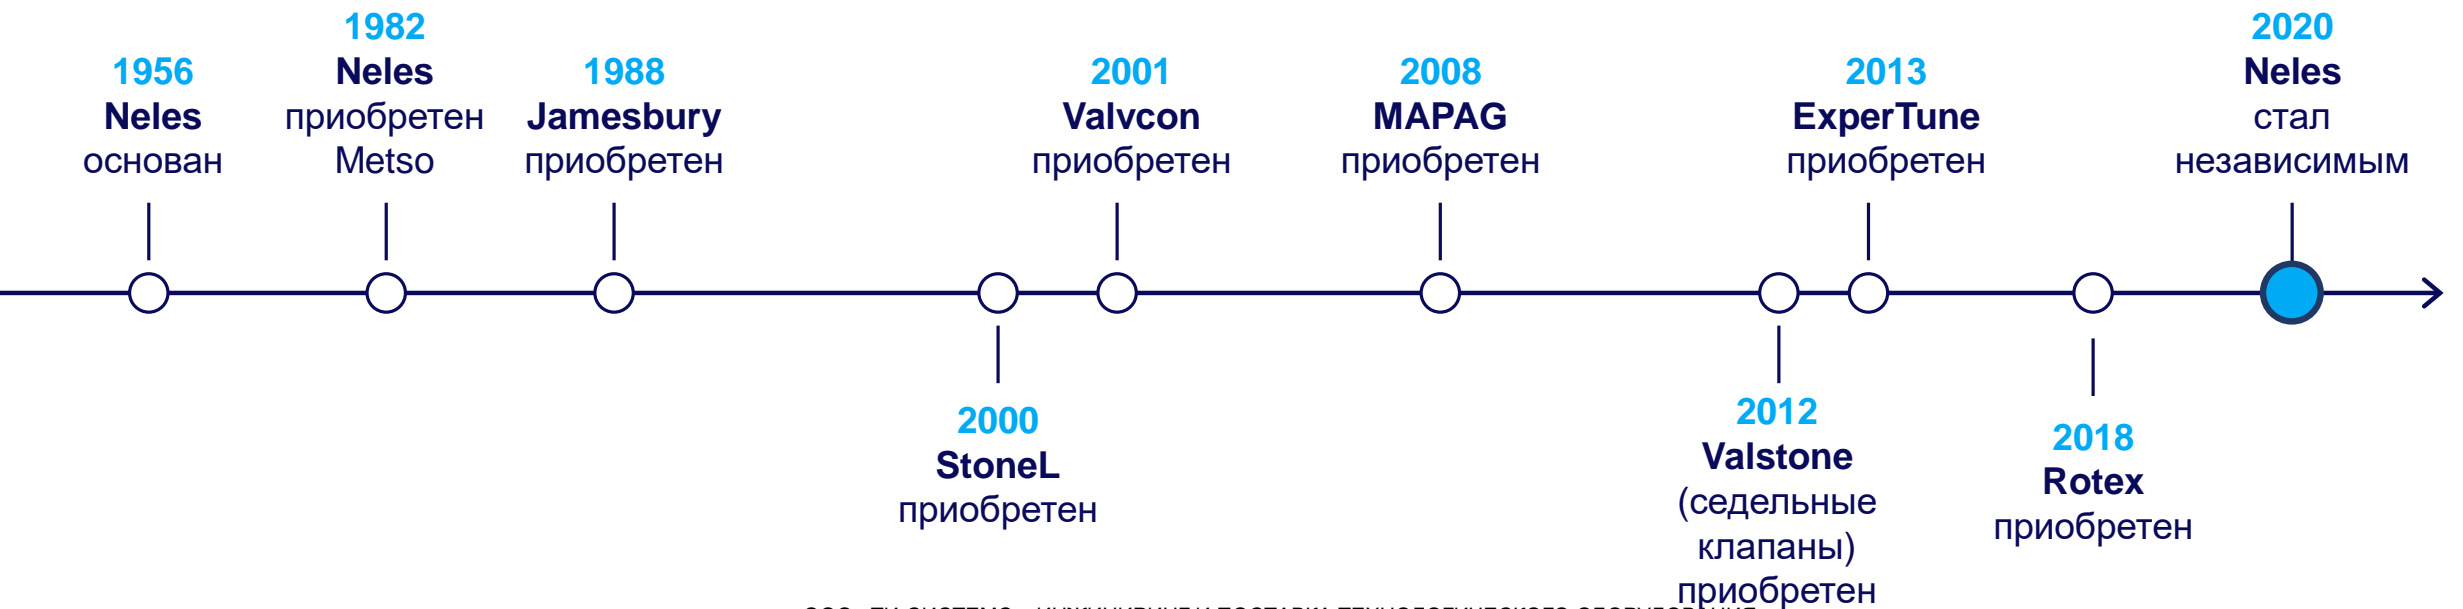 1956
Neles
основан
1982
Neles
приобретен
Metso
1988
Jamesbury
приобретен
2000
StoneL
приобретен
2001
Valvcon
приобретен
2008
MAPAG
приобретен
2012
Valstone
(седельные
клапаны)
приобретен
2013
ExperTune
приобретен
2018
Rotex
приобретен
2020
Neles
стал
независимым